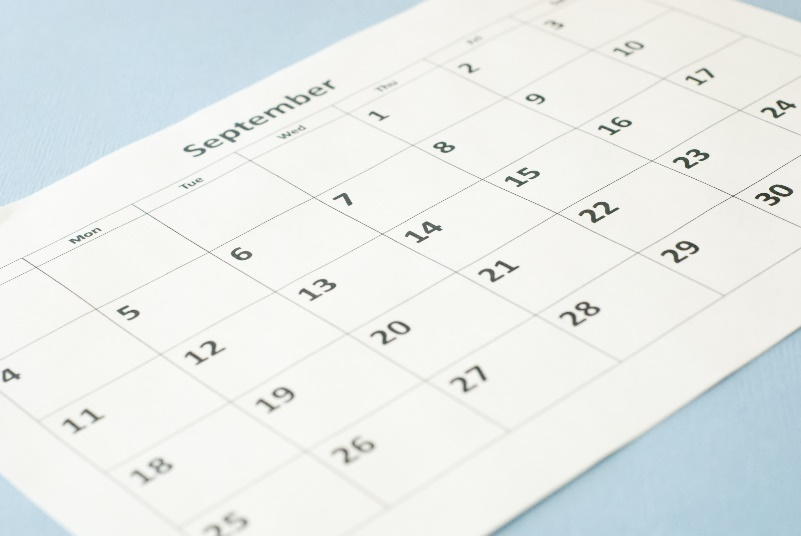 September
Mon Tue Wed Thu Fri
1 2 3
4 5 6 7 8 9 10
11 12 13 14 15 16 17
18 19 20 21 22 23 24
25 26 27 28 29 30